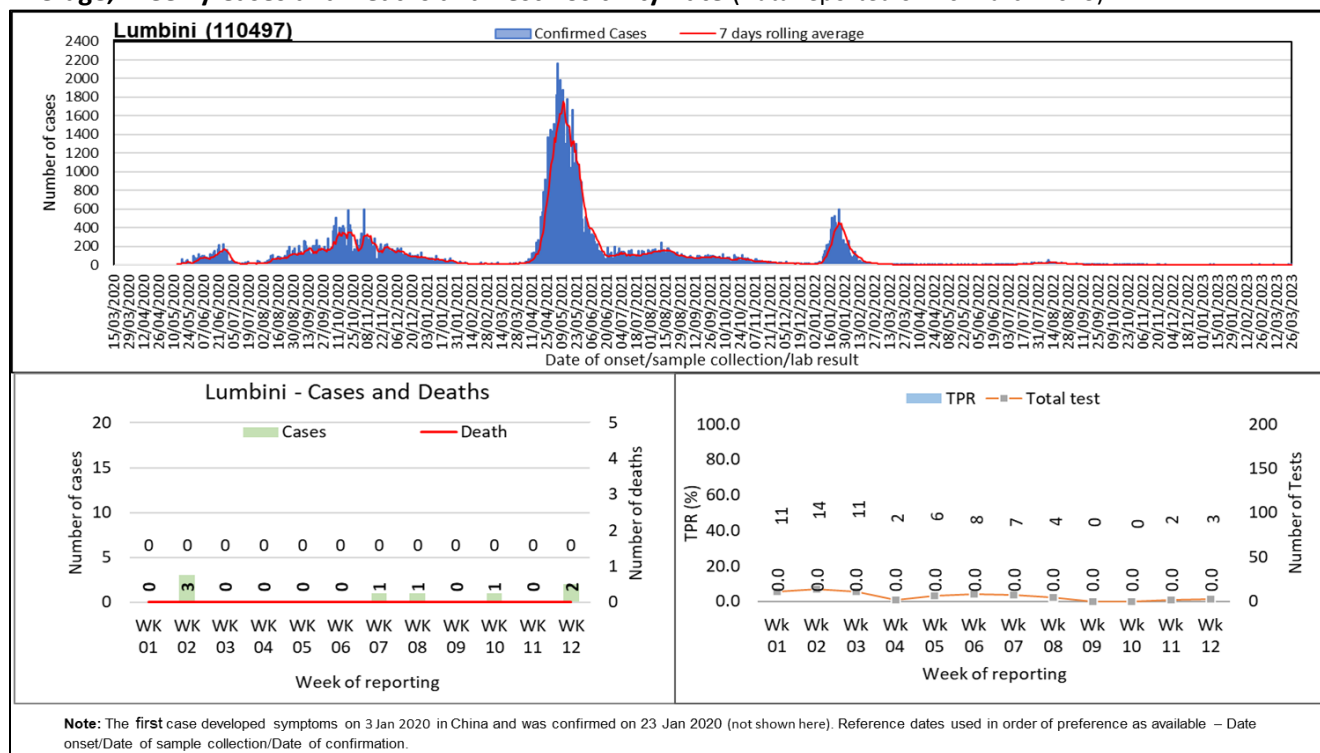 Lumbini (110497)
Confirmed Cases 7 days rolling average
Number of cases
2400
2200
2000
1800
1600
1400
1200
1000
800
600
400
200
0
15/03/2020 29/03/2020 12/04/2020 26/04/2020 10/05/2020 24/05/2020 07/06/2020 21/06/2020 05/07/2020 19/07/2020 02/08/2020 16/08/2020 30/08/2020 13/09/2020 27/09/2020 11/10/2020 25/10/2020 08/11/2020 22/11/2020 06/12/2020 20/12/2020 03/01/2021 17/01/2021 31/01/2021 14/02/2021 28/02/2021 14/03/2021 28/03/2021 11/04/2021 25/04/2021 09/05/2021 23/05/2021 06/06/2021 20/06/2021 04/07/2021 18/07/2021 01/08/2021 15/08/2021 29/08/2021 12/09/2021 26/09/2021 10/10/2021 24/10/2021 07/11/2021 21/11/2021 05/12/2021 19/12/2021 02/01/2022 16/01/2022 30/01/2022 13/02/2022 27/02/2022 13/03/2022 27/03/2022 10/04/2022 24/04/2022 08/05/2022 22/05/2022 05/06/2022 19/06/2022 03/07/2022 17/07/2022 31/07/2022 14/08/2022 28/08/2022 11/09/2022 25/09/2022 09/10/2022 23/10/2022 06/11/2022 20/11/2022 04/12/2022 18/12/2022 01/01/2023 15/01/2023 29/01/2023 12/02/2023 26/02/2023 12/03/2023 26/03/2023
Date of onset/sample collection/lab result
Lumbini - Cases and Deaths
Cases Death
Number of cases
20
15
10
5
0
0 0 0 0 0 0 0 0 0 0 0 0
0 3 0 0 0 0 1 1 0 1 0 2
5
4
3
2
1
0
Number of deaths
WK WK WK WK WK WK WK WK WK WK WK WK
01 02 03 04 05 06 07 08 09 10 11 12
Week of reporting
TPR Total test
TPR (%)
100.0
80.0
60.0
40.0
20.0
0.0
11 14 11 2 6 8 7 4 0 0 2 3
0.0 0.0 0.0 0.0 0.0 0.0 0.0 0.0 0.0 0.0 0.0 0.0
200
150
100
50
0
Number of Tests
Wk Wk Wk Wk Wk Wk Wk Wk Wk Wk Wk Wk
01 02 03 04 05 06 07 08 09 10 11 12
Week of reporting
Note: The first case developed symptoms on 3 Jan 2020 in China and was confirmed on 23 Jan 2020 (not shown here). Reference dates used in order of preference as available – Date
onset/Date of sample collection/Date of confirmation.